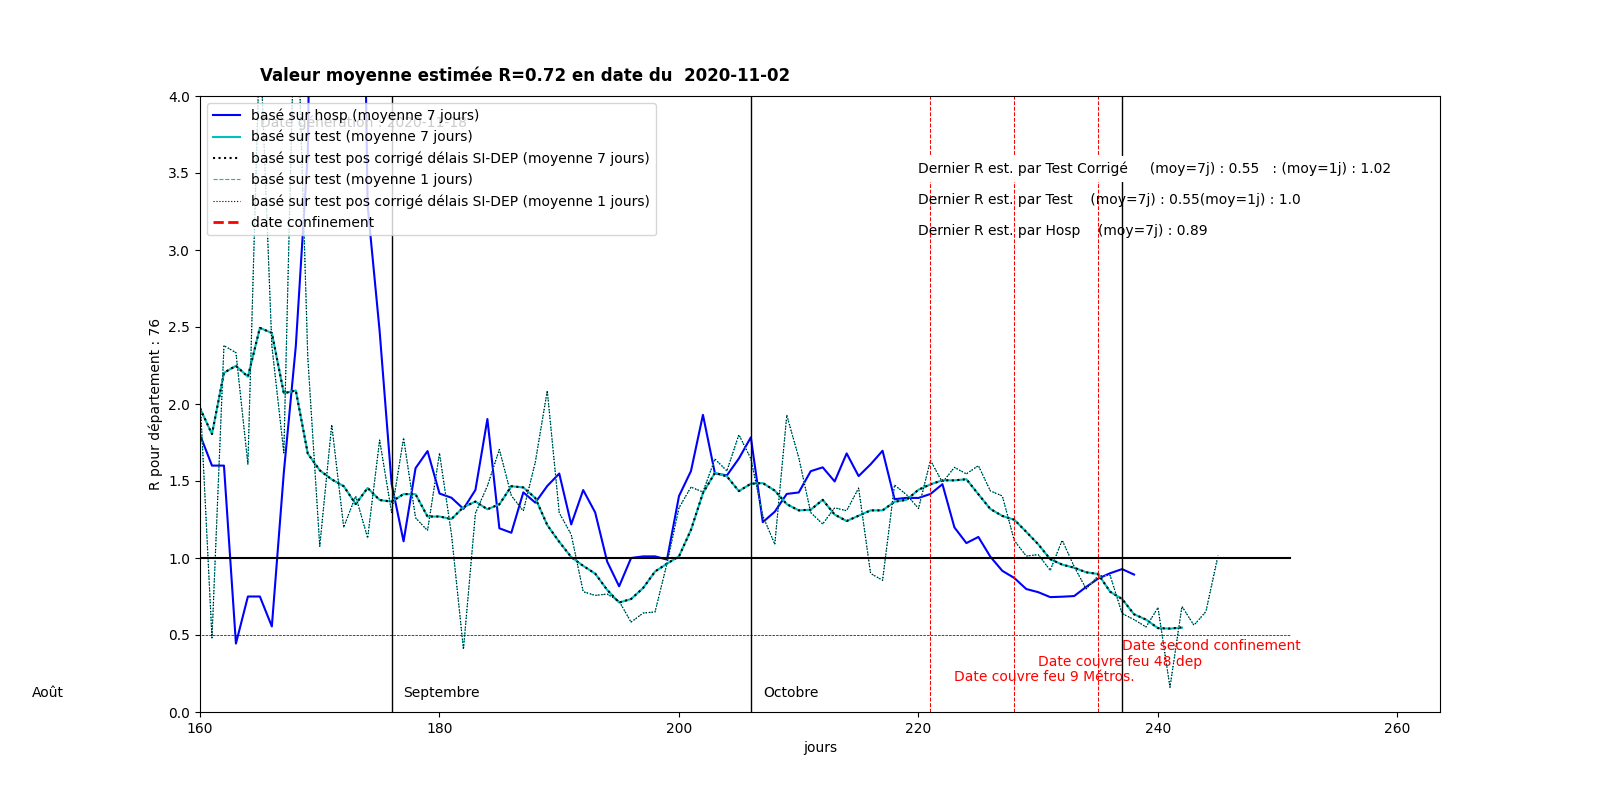 Valeur moyenne estimée R=0.72 en date du  2020-11-02
Date génération : 2020-11-18
basé sur hosp (moyenne 7 jours)
basé sur test (moyenne 7 jours)
basé sur test pos corrigé délais SI-DEP (moyenne 7 jours)
basé sur test (moyenne 1 jours)
basé sur test pos corrigé délais SI-DEP (moyenne 1 jours)
date confinement
Dernier R est. par Test Corrigé     (moy=7j) : 0.55   : (moy=1j) : 1.02
Dernier R est. par Test    (moy=7j) : 0.55(moy=1j) : 1.0
Dernier R est. par Hosp    (moy=7j) : 0.89
4.0
3.5
3.0
2.5
2.0
1.5
1.0
0.5
0.0
R pour département : 76
Date second confinement
Date couvre feu 48 dep
Date couvre feu 9 Métros.
Août
Septembre
Octobre
160
180
200
220
240
260
jours